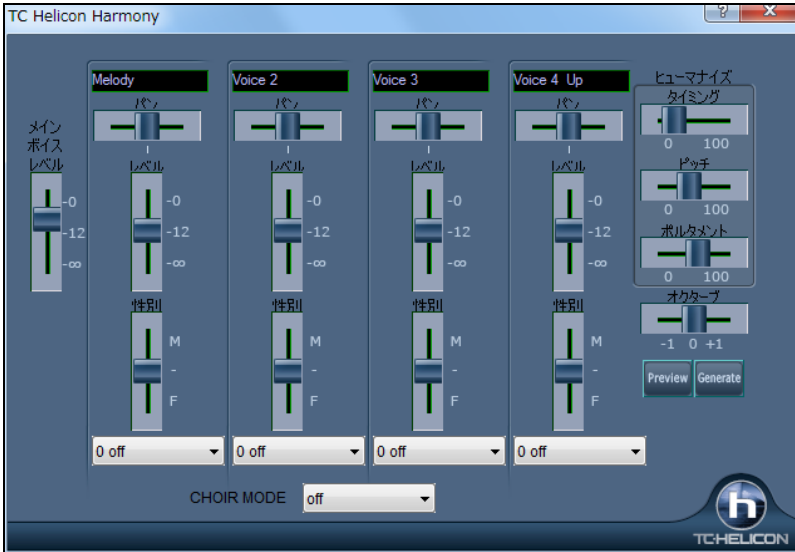 TC Helicon Harmony
?
x
メイン
ボイス
レベル
-0
-12
-∞
Melody
パン
レベル
-0
-12
-∞
性別
M
-
F
0 off
Voice 2
パン
レベル
-0
-12
-∞
性別
M
-
F
0 off
Voice 3
パン
レベル
-0
-12
-∞
性別
M
-
F
0 off
Voice 4 Up
パン
レベル
-0
-12
-∞
性別
M
-
F
0 off
ヒューマナイズ
タイミング
0 100
ピッチ
0 100
ポルタメント
0 100
オクターブ
-1 0 +1
Preview Generate
CHOIR MODE off
h
TC·HELICON